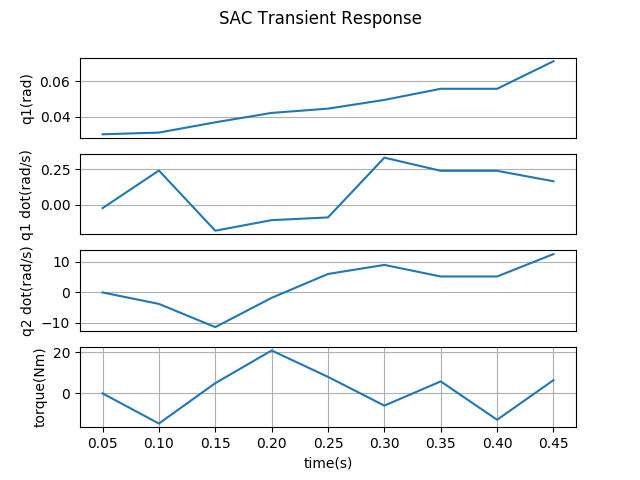 SAC Transient Response
q1(rad)
0.06
0.04
q1 dot(rad/s)
0.25
0.00
q2 dot(rad/s)
10
0
−10
torque(Nm)
20
0
0.05 0.10 0.15 0.20 0.25 0.30 0.35 0.40 0.45
time(s)